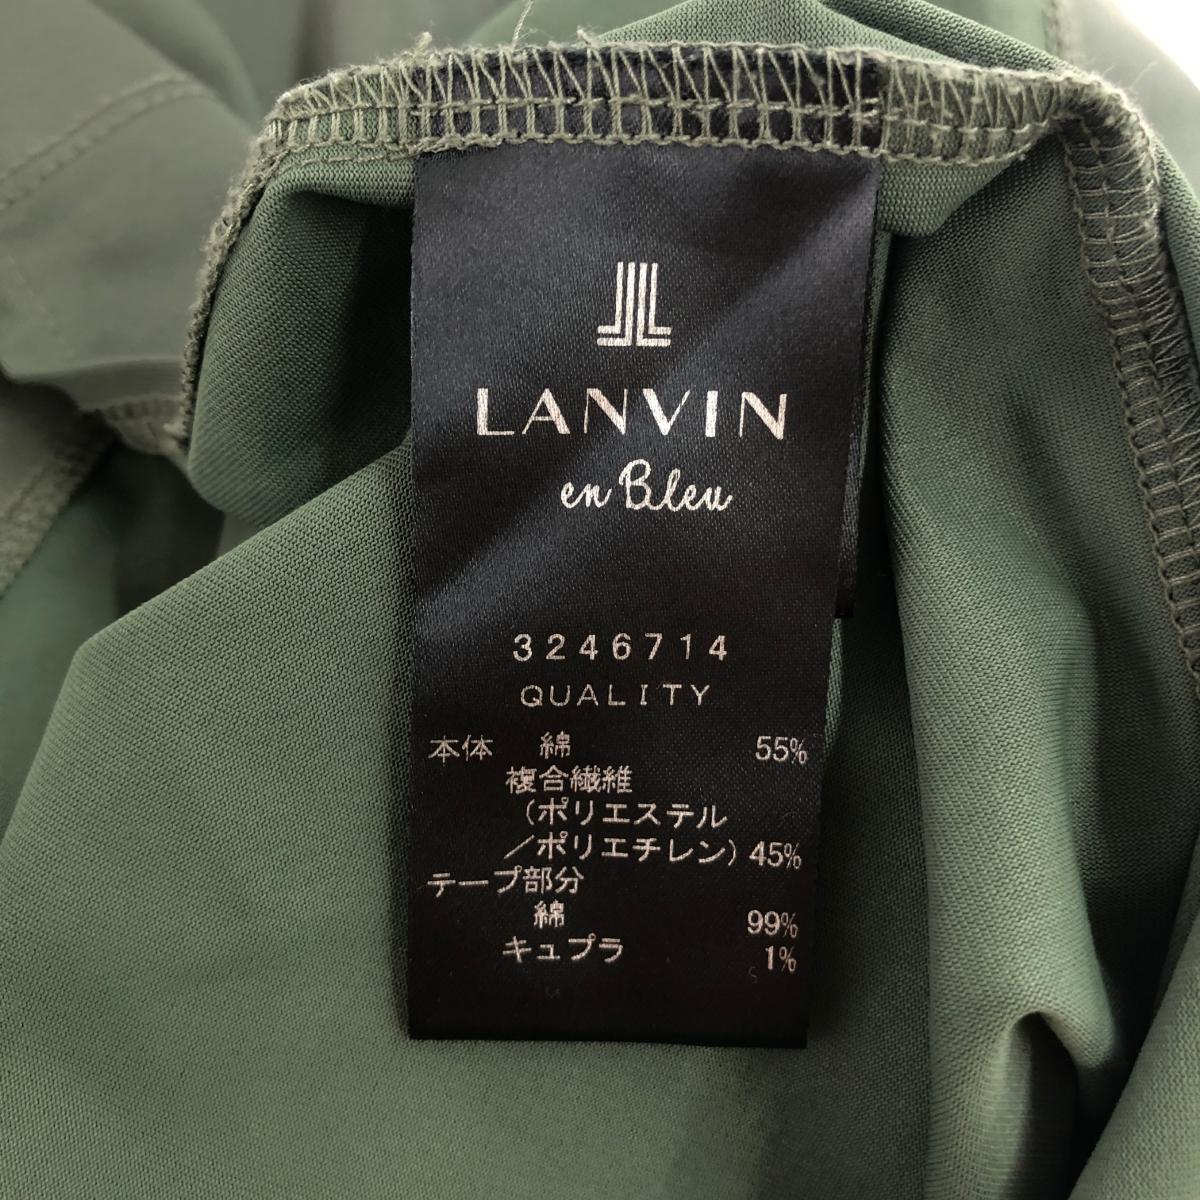 LANVIN
en Bleu
3246714
QUALITY
本体 綿 55%
複合繊維
(ポリエステル
/ポリエチレン) 45%
テープ部分
綿 99%
キュプラ 1%